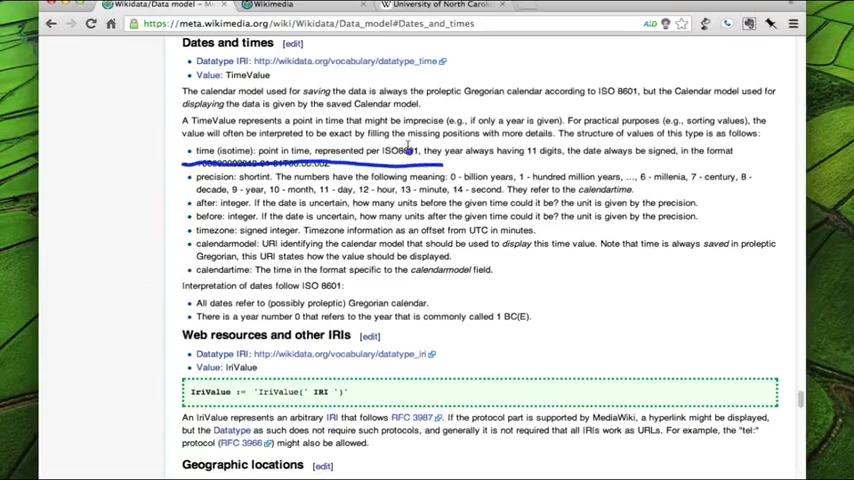 Wikidata/Data model – M
Wikimedia
University of North Carolin
https://meta.wikimedia.org/wiki/Wikidata/Data_model#Dates_and_times
Dates and times [edit]
Datatype IRI: http://wikidata.org/vocabulary/datatype_time
Value: TimeValue
The calendar model used for saving the data is always the proleptic Gregorian calendar according to ISO 8601, but the Calendar model used for
displaying the data is given by the saved Calendar model.
A TimeValue represents a point in time that might be imprecise (e.g., if only a year is given). For practical purposes (e.g., sorting values), the
value will often be interpreted to be exact by filling the missing positions with more details. The structure of values of this type is as follows:
time (isotime): point in time, represented per ISO8601, they year always having 11 digits, the date always be signed, in the format
precision: shortint. The numbers have the following meaning: 0 - billion years, 1 - hundred million years, ..., 6 - millenia, 7 - century, 8 -
decade, 9 - year, 10 - month, 11 - day, 12 - hour, 13 - minute, 14 - second. They refer to the calendartime.
after: integer. If the date is uncertain, how many units before the given time could it be? the unit is given by the precision.
before: integer. If the date is uncertain, how many units after the given time could it be? the unit is given by the precision.
timezone: signed integer. Timezone information as an offset from UTC in minutes.
calendarmodel: URI identifying the calendar model that should be used to display this time value. Note that time is always saved in proleptic
Gregorian, this URI states how the value should be displayed.
calendartime: The time in the format specific to the calendarmodel field.
Interpretation of dates follow ISO 8601:
All dates refer to (possibly proleptic) Gregorian calendar.
There is a year number 0 that refers to the year that is commonly called 1 BC(E).
Web resources and other IRIs [edit]
Datatype IRI: http://wikidata.org/vocabulary/datatype_iri
Value: IriValue
IriValue := 'IriValue(' IRI ')'
An IriValue represents an arbitrary IRI that follows RFC 3987. If the protocol part is supported by MediaWiki, a hyperlink might be displayed,
but the Datatype as such does not require such protocols, and generally it is not required that all IRIs work as URLs. For example, the "tel:"
protocol (RFC 3966) might also be allowed.
Geographic locations [edit]